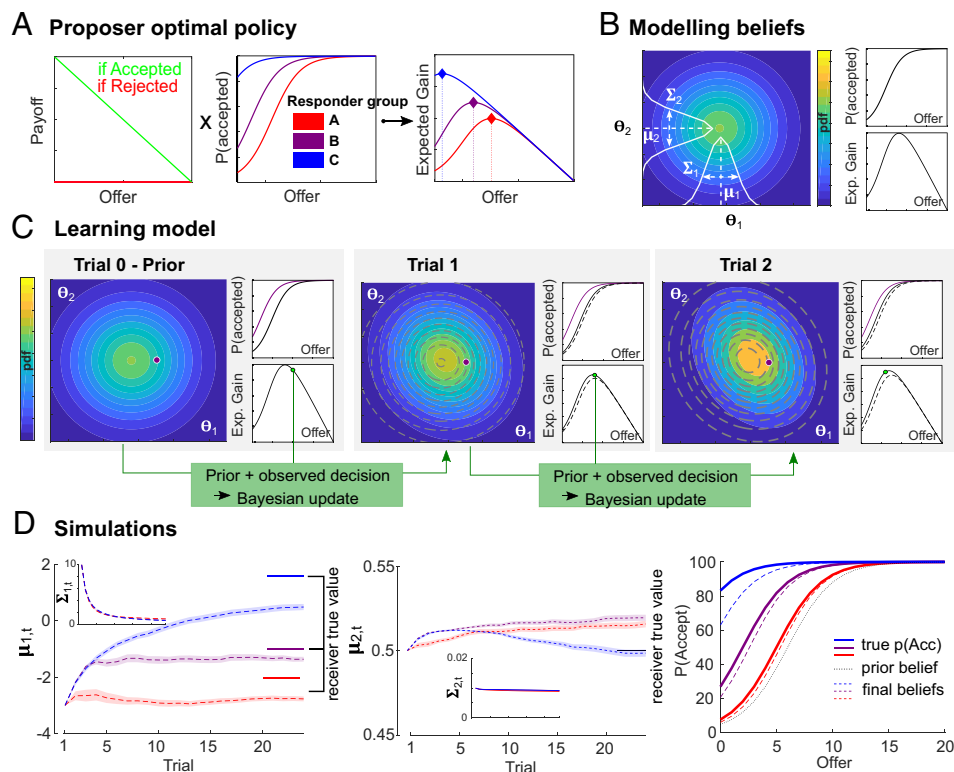 A Proposer optimal policy
Payoff
if Accepted
if Rejected
Offer
X
P(accepted)
Responder group
A
B
C
Offer
Expected Gain
Offer
B Modelling beliefs
Σ2
θ2
μ2
Σ1
μ1
θ1
pdf
P(accepted)
Exp. Gain
Offer
C Learning model
Trial 0 - Prior
pdf
θ2
θ1
P(accepted)
Offer
Exp. Gain
Offer
Trial 1
θ2
θ1
P(accepted)
Offer
Exp. Gain
Offer
Trial 2
θ2
θ1
P(accepted)
Offer
Exp. Gain
Offer
Prior + observed decision
Bayesian update
Prior + observed decision
Bayesian update
D Simulations
μ1,t
2
0
-2
-4
Σ1,t
10
0
1 5 10 15 20
Trial
receiver true value
μ2,t
0.55
0.5
0.45
Σ2,t
0.02
0.01
0
1 5 10 15 20
Trial
receiver true value
P(Accept)
100
80
60
40
20
0
0 5 10 15 20
Offer
true p(Acc)
prior belief
final beliefs